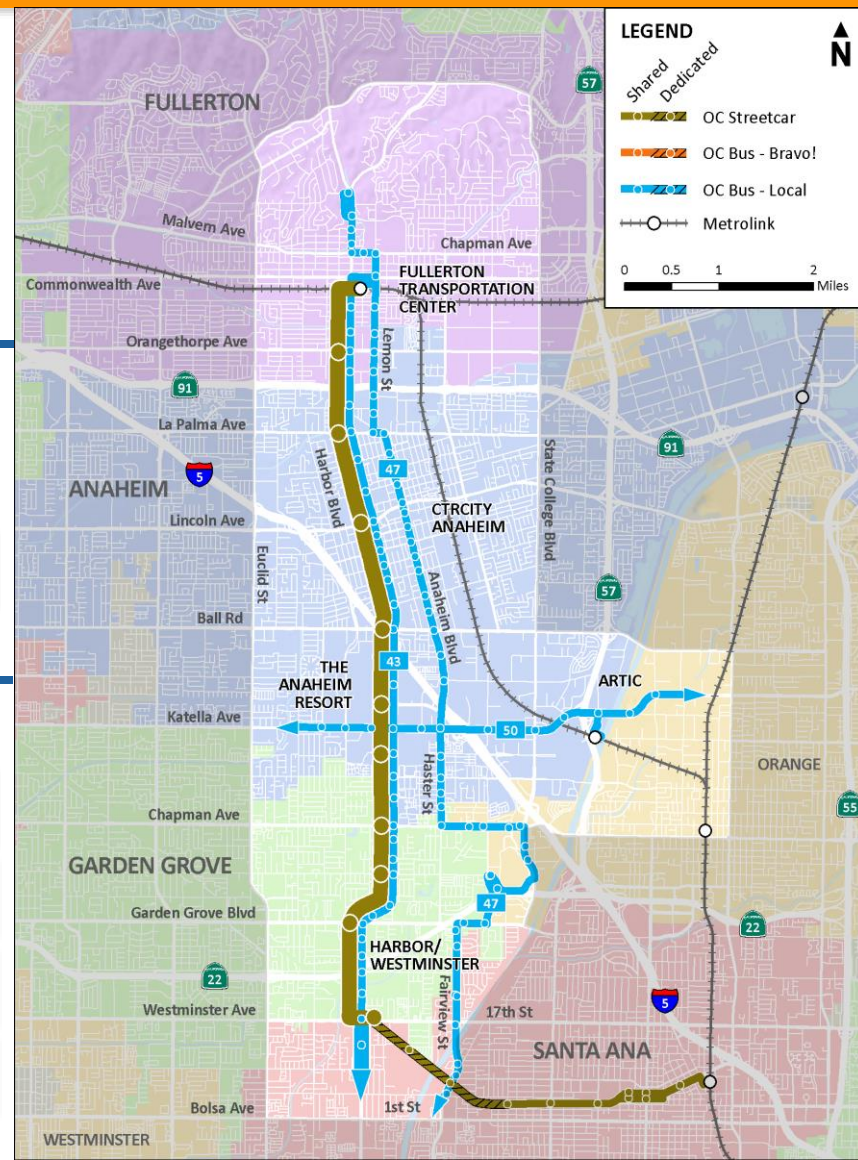 LEGEND
N
Shared
Dedicated
OC Streetcar
OC Bus - Bravo!
OC Bus - Local
Metrolink
0 0.5 1 2
Miles
57
FULLERTON
Malvern Ave
Chapman Ave
Commonwealth Ave
FULLERTON
TRANSPORTATION
CENTER
Orangethorpe Ave
Lemon St
91
La Palma Ave
91
5
47
State College Blvd
ANAHEIM
Harbor Blvd
CTRCITY
ANAHEIM
Lincoln Ave
Euclid St
Anaheim Blvd
57
Ball Rd
43
THE
ANAHEIM
RESORT
ARTIC
Katella Ave
50
Haster St
ORANGE
55
Chapman Ave
GARDEN GROVE
47
Garden Grove Blvd
22
HARBOR/
WESTMINSTER
22
Fairview St
5
Westminster Ave
17th St
SANTA ANA
Bolsa Ave
1st St
WESTMINSTER